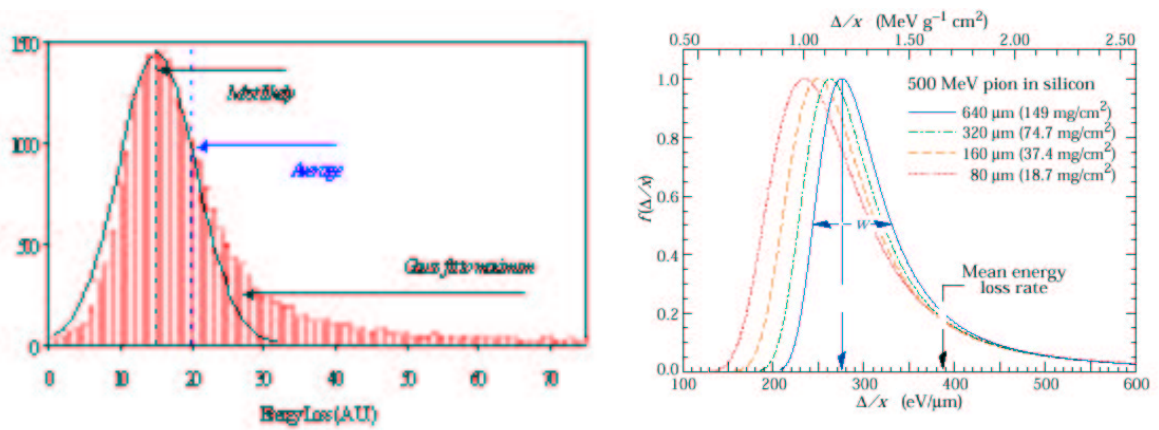 1500
1000
500
0
0 10 20 30 40 50 60 70
Energy Loss (A.U.)
Most likely
Average
Gauss fit to maximum
Δ/x (MeV g⁻¹ cm²)
0.50 1.00 1.50 2.00 2.50
500 MeV pion in silicon
640 μm (149 mg/cm²)
320 μm (74.7 mg/cm²)
160 μm (37.4 mg/cm²)
80 μm (18.7 mg/cm²)
1.0
0.8
0.6
0.4
0.2
0.0
f(Δ/x)
w
Mean energy
loss rate
100 200 300 400 500 600
Δ/x (eV/μm)